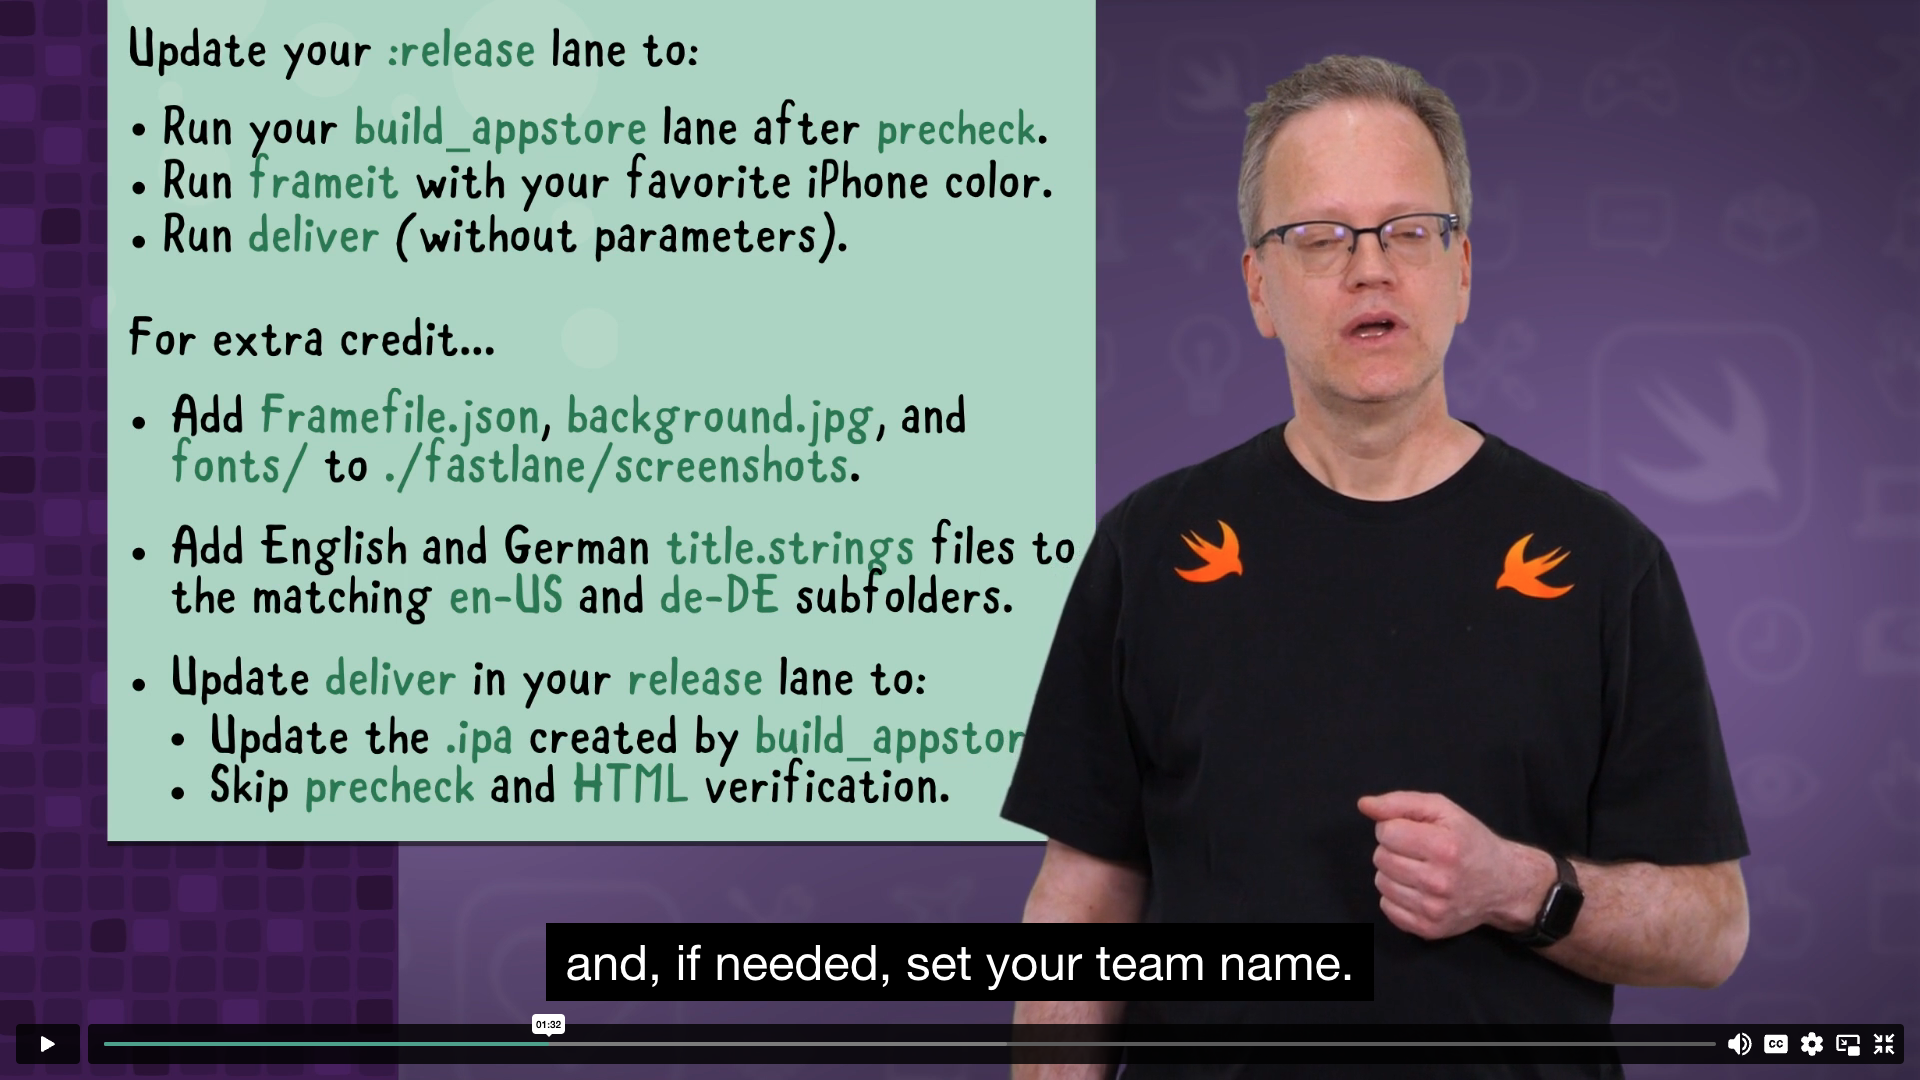 Update your :release lane to:
• Run your build_appstore lane after precheck.
• Run frameit with your favorite iPhone color.
• Run deliver (without parameters).
For extra credit...
• Add Framefile.json, background.jpg, and
fonts/ to ./fastlane/screenshots.
• Add English and German title.strings files to
the matching en-US and de-DE subfolders.
• Update deliver in your release lane to:
• Update the .ipa created by build_appstor
• Skip precheck and HTML verification.
and, if needed, set your team name.
01:32
CC